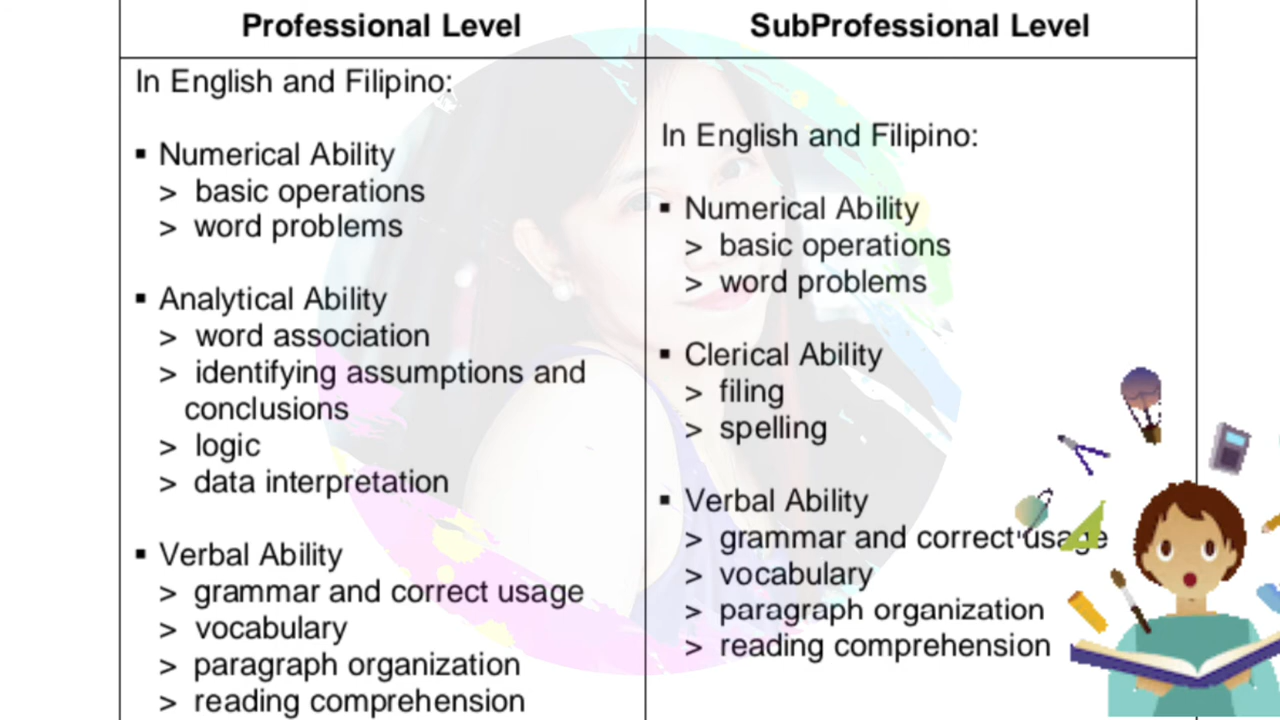 Professional Level
In English and Filipino:
▪ Numerical Ability
> basic operations
> word problems
▪ Analytical Ability
> word association
> identifying assumptions and
conclusions
> logic
> data interpretation
▪ Verbal Ability
> grammar and correct usage
> vocabulary
> paragraph organization
> reading comprehension
SubProfessional Level
In English and Filipino:
▪ Numerical Ability
> basic operations
> word problems
▪ Clerical Ability
> filing
> spelling
▪ Verbal Ability
> grammar and correct usage
> vocabulary
> paragraph organization
> reading comprehension